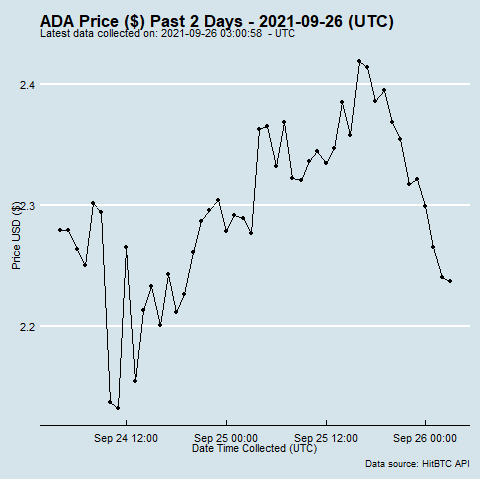 ADA Price ($) Past 2 Days - 2021-09-26 (UTC)
Latest data collected on: 2021-09-26 03:00:58  - UTC
2.4
2.3
2.2
Price USD ($)
Sep 24 12:00
Sep 25 00:00
Sep 25 12:00
Sep 26 00:00
Date Time Collected (UTC)
Data source: HitBTC API